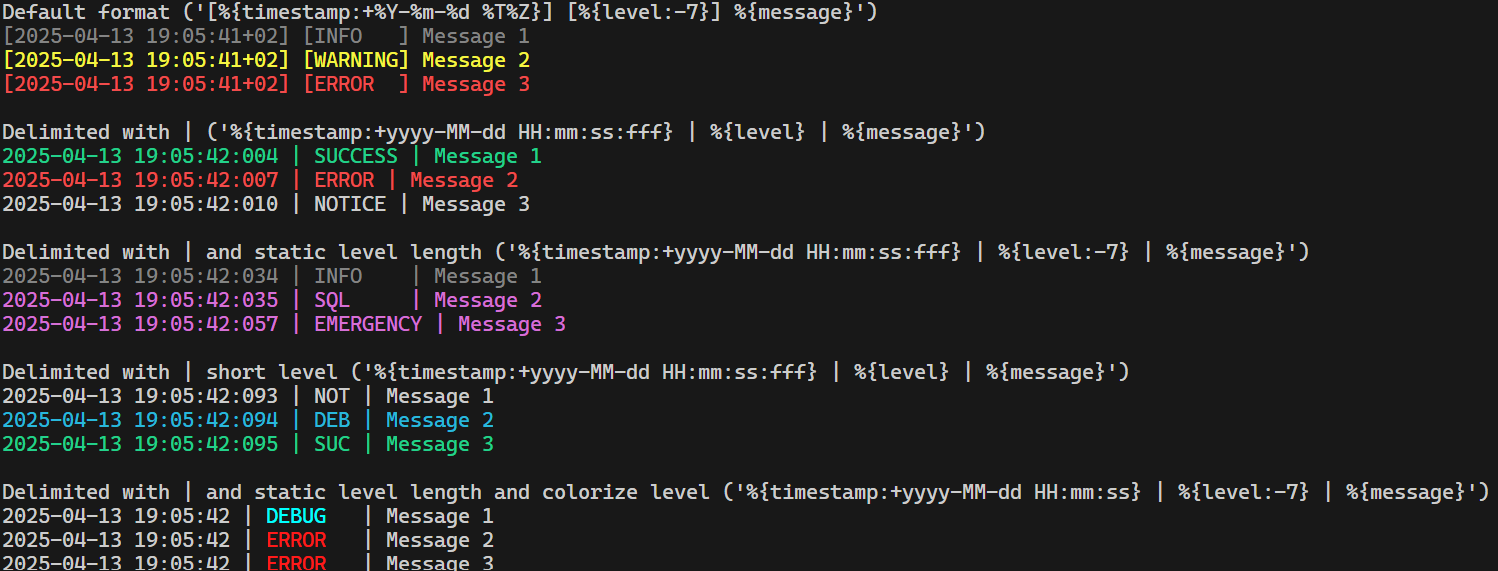 Default format ('[%{timestamp:+%Y-%m-%d %T%Z}] [%{level:-7}] %{message}')
[2025-04-13 19:05:41+02] [INFO   ] Message 1
[2025-04-13 19:05:41+02] [WARNING] Message 2
[2025-04-13 19:05:41+02] [ERROR  ] Message 3

Delimited with | ('%{timestamp:+yyyy-MM-dd HH:mm:ss:fff} | %{level} | %{message}')
2025-04-13 19:05:42:004 | SUCCESS | Message 1
2025-04-13 19:05:42:007 | ERROR | Message 2
2025-04-13 19:05:42:010 | NOTICE | Message 3

Delimited with | and static level length ('%{timestamp:+yyyy-MM-dd HH:mm:ss:fff} | %{level:-7} | %{message}')
2025-04-13 19:05:42:034 | INFO    | Message 1
2025-04-13 19:05:42:035 | SQL     | Message 2
2025-04-13 19:05:42:057 | EMERGENCY | Message 3

Delimited with | short level ('%{timestamp:+yyyy-MM-dd HH:mm:ss:fff} | %{level} | %{message}')
2025-04-13 19:05:42:093 | NOT | Message 1
2025-04-13 19:05:42:094 | DEB | Message 2
2025-04-13 19:05:42:095 | SUC | Message 3

Delimited with | and static level length and colorize level ('%{timestamp:+yyyy-MM-dd HH:mm:ss} | %{level:-7} | %{message}')
2025-04-13 19:05:42 | DEBUG   | Message 1
2025-04-13 19:05:42 | ERROR   | Message 2
2025-04-13 19:05:42 | ERROR   | Message 3